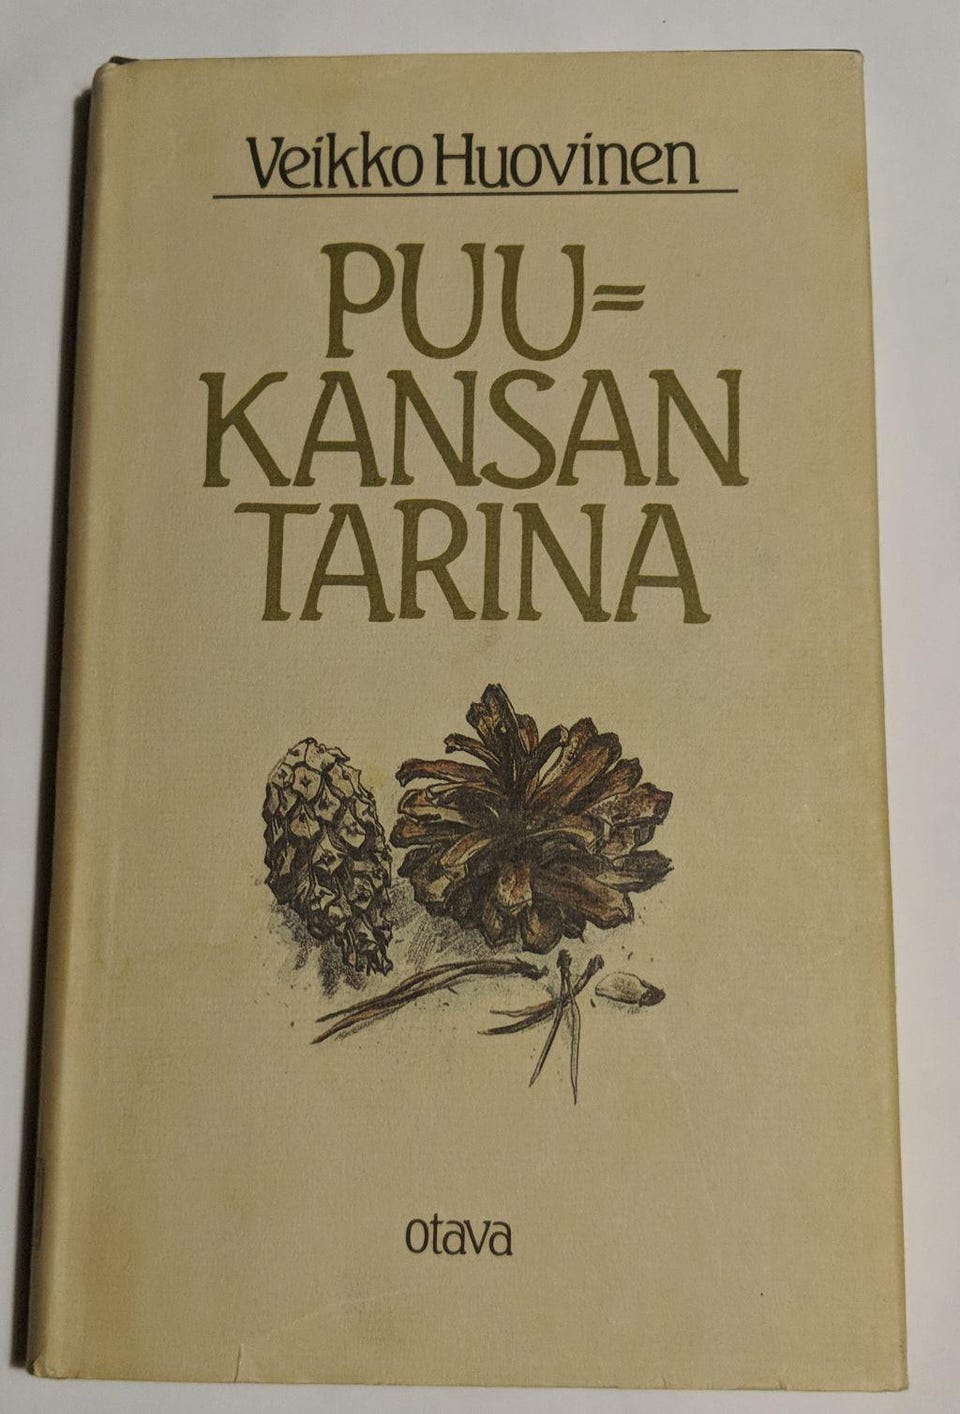 Veikko Huovinen
PUU=
KANSAN
TARINA
otava